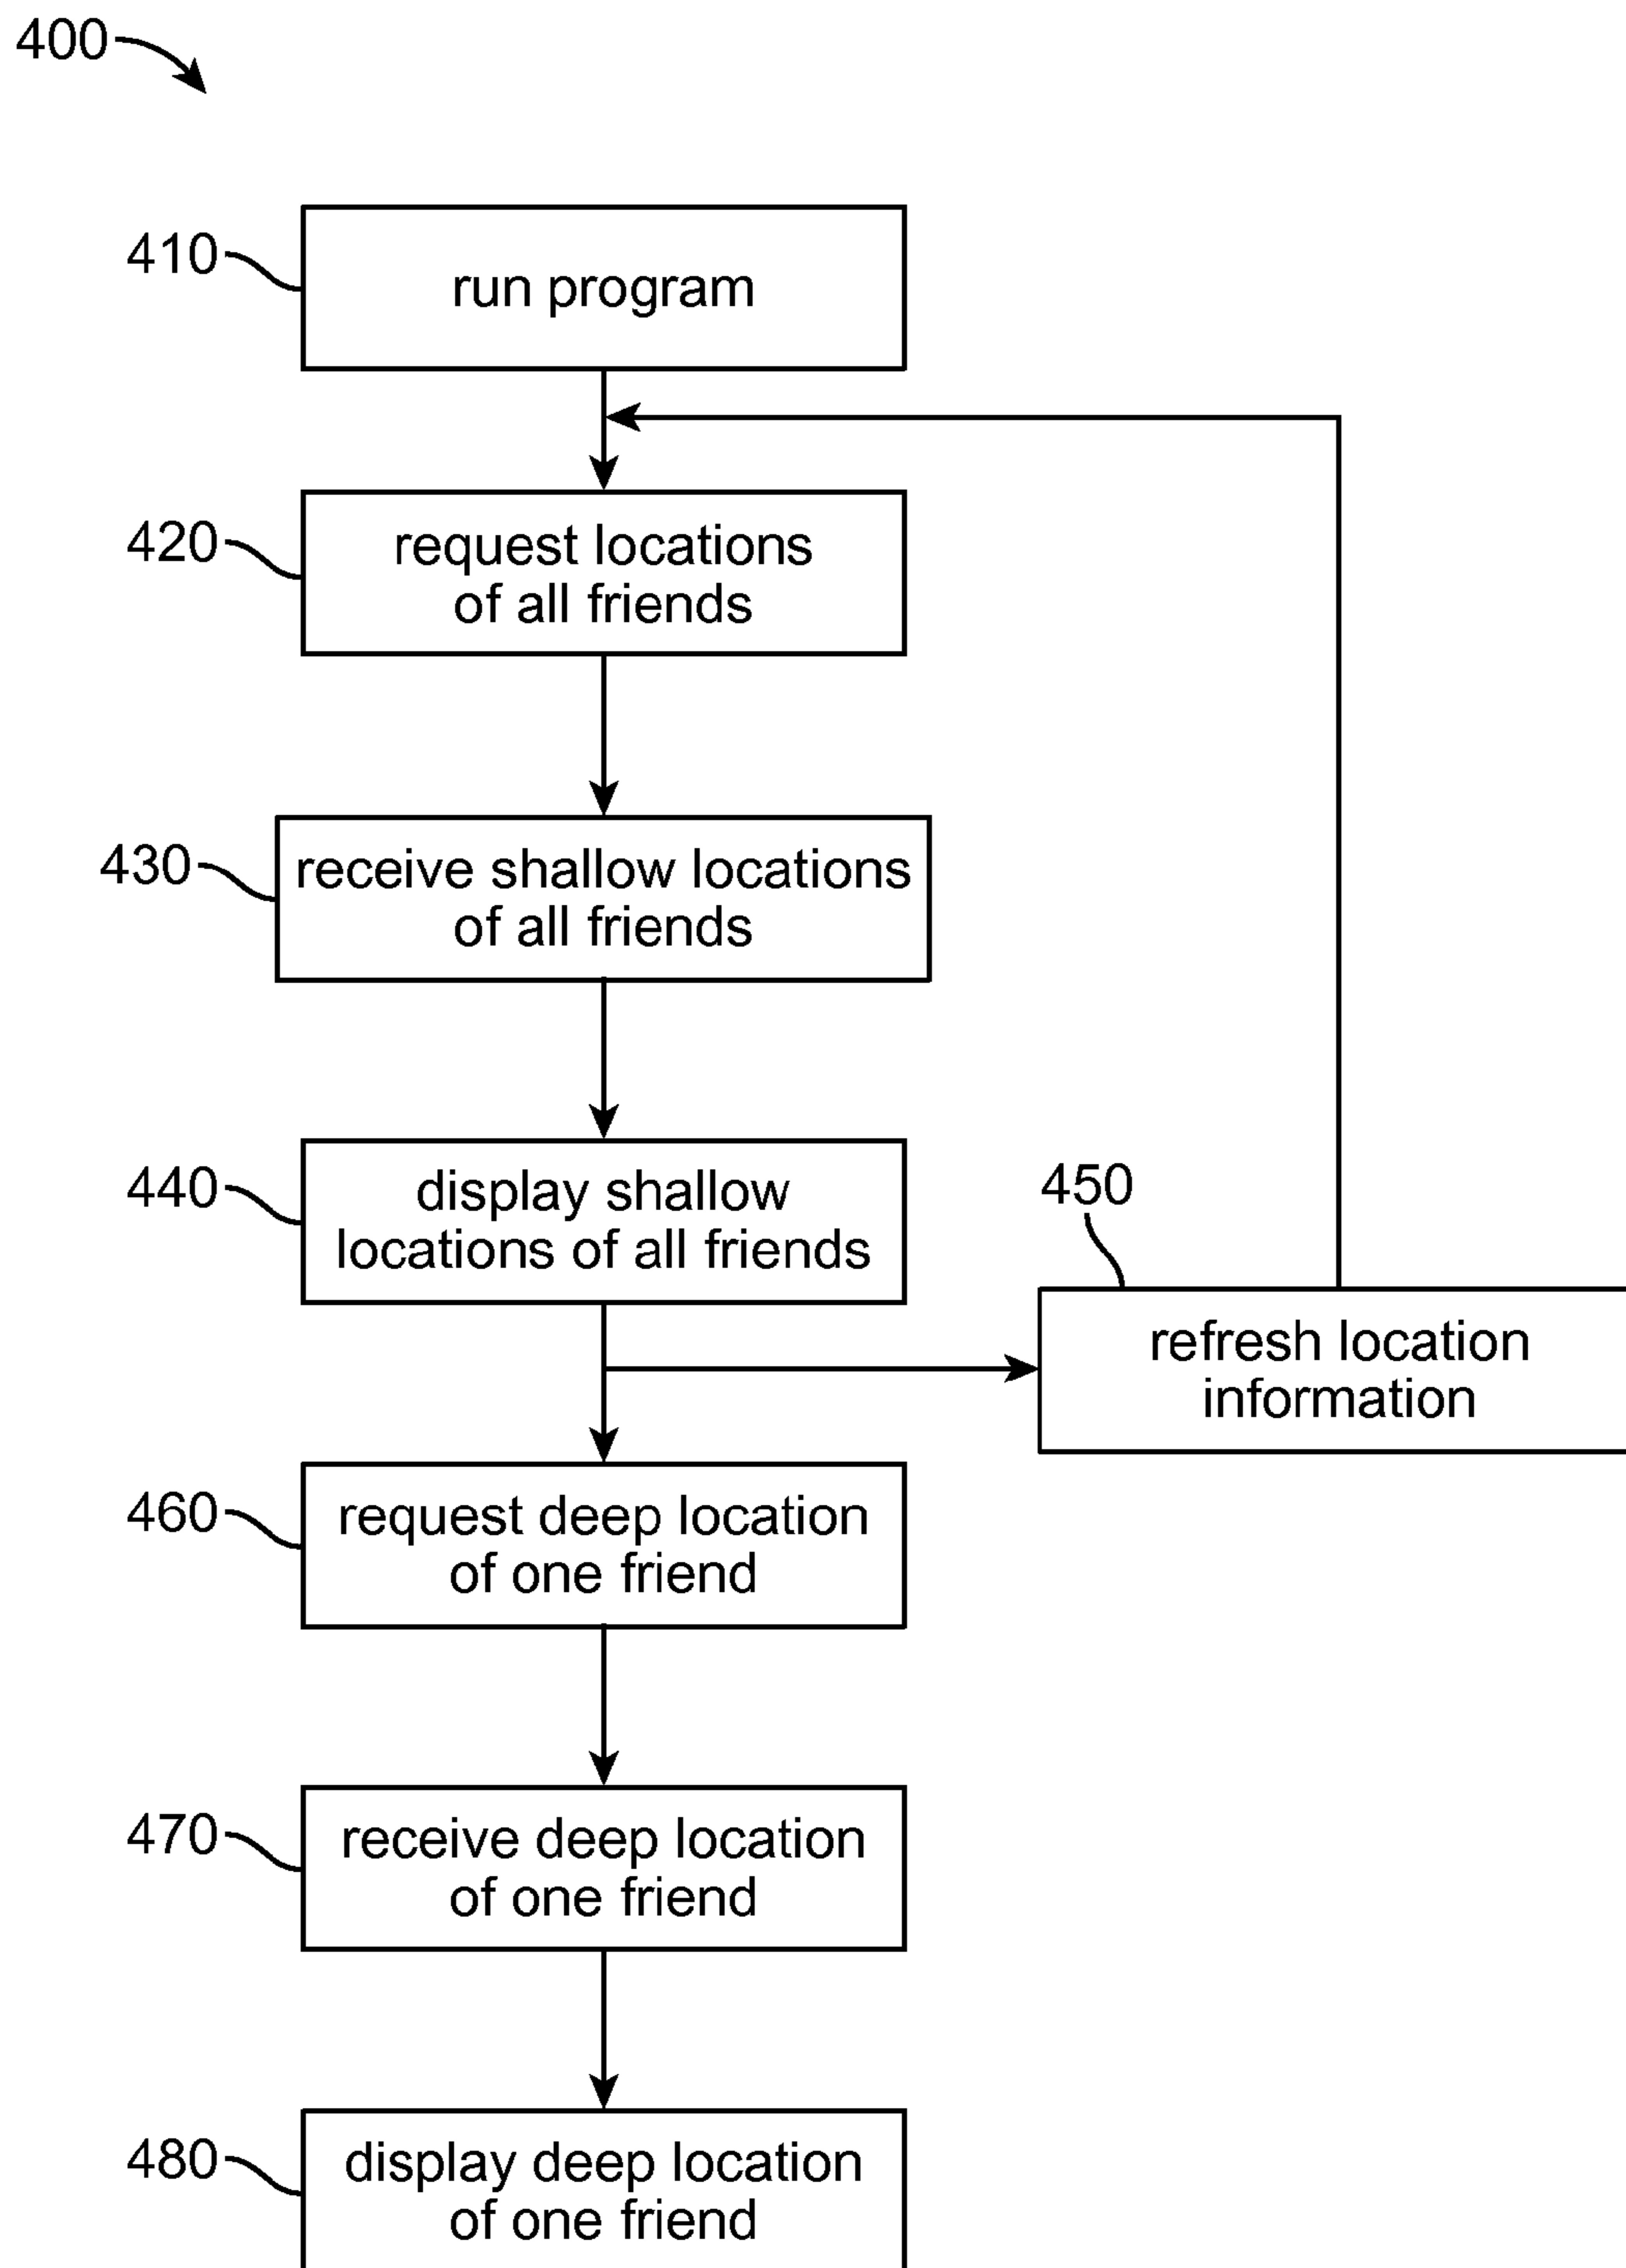 400
410
run program
420
request locations
of all friends
430
receive shallow locations
of all friends
440
display shallow
locations of all friends
450
refresh location
information
460
request deep location
of one friend
470
receive deep location
of one friend
480
display deep location
of one friend